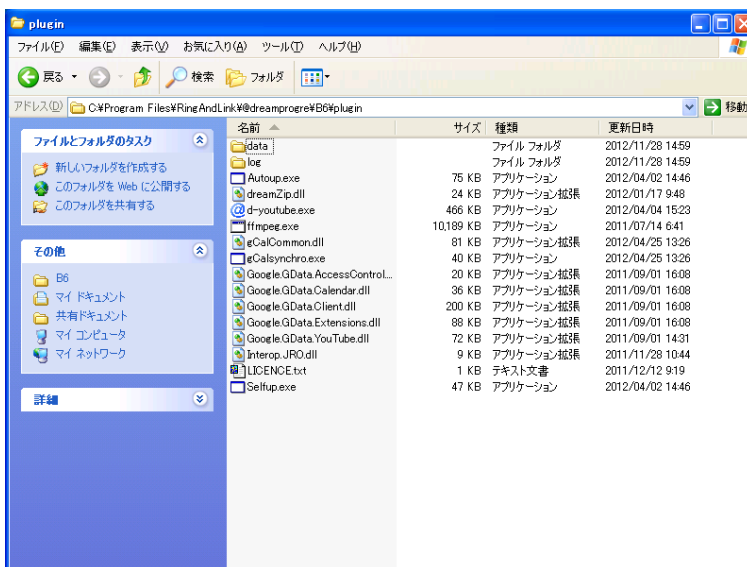 plugin
ファイル(F) 編集(E) 表示(V) お気に入り(A) ツール(T) ヘルプ(H)
戻る 検索 フォルダ
アドレス(D) C:¥Program Files¥RingAndLink¥@dreamprogre¥B6¥plugin 移動
ファイルとフォルダのタスク
新しいフォルダを作成する
このフォルダを Web に公開する
このフォルダを共有する
その他
B6
マイ ドキュメント
共有ドキュメント
マイ コンピュータ
マイ ネットワーク
詳細
名前 サイズ 種類 更新日時
data ファイル フォルダ 2012/11/28 14:59
log ファイル フォルダ 2012/11/28 14:59
Autoup.exe 75 KB アプリケーション 2012/04/02 14:46
dreamZip.dll 24 KB アプリケーション拡張 2012/01/17 9:48
d-youtube.exe 466 KB アプリケーション 2012/04/04 15:23
ffmpeg.exe 10,189 KB アプリケーション 2011/07/14 6:41
gCalCommon.dll 81 KB アプリケーション拡張 2012/04/25 13:26
gCalsynchro.exe 40 KB アプリケーション 2012/04/25 13:26
Google.GData.AccessControl... 20 KB アプリケーション拡張 2011/09/01 16:08
Google.GData.Calendar.dll 36 KB アプリケーション拡張 2011/09/01 16:08
Google.GData.Client.dll 200 KB アプリケーション拡張 2011/09/01 16:08
Google.GData.Extensions.dll 88 KB アプリケーション拡張 2011/09/01 16:08
Google.GData.YouTube.dll 72 KB アプリケーション拡張 2011/09/01 14:31
Interop.JRO.dll 9 KB アプリケーション拡張 2011/11/28 10:44
LICENCE.txt 1 KB テキスト文書 2011/12/12 9:19
Selfup.exe 47 KB アプリケーション 2012/04/02 14:46